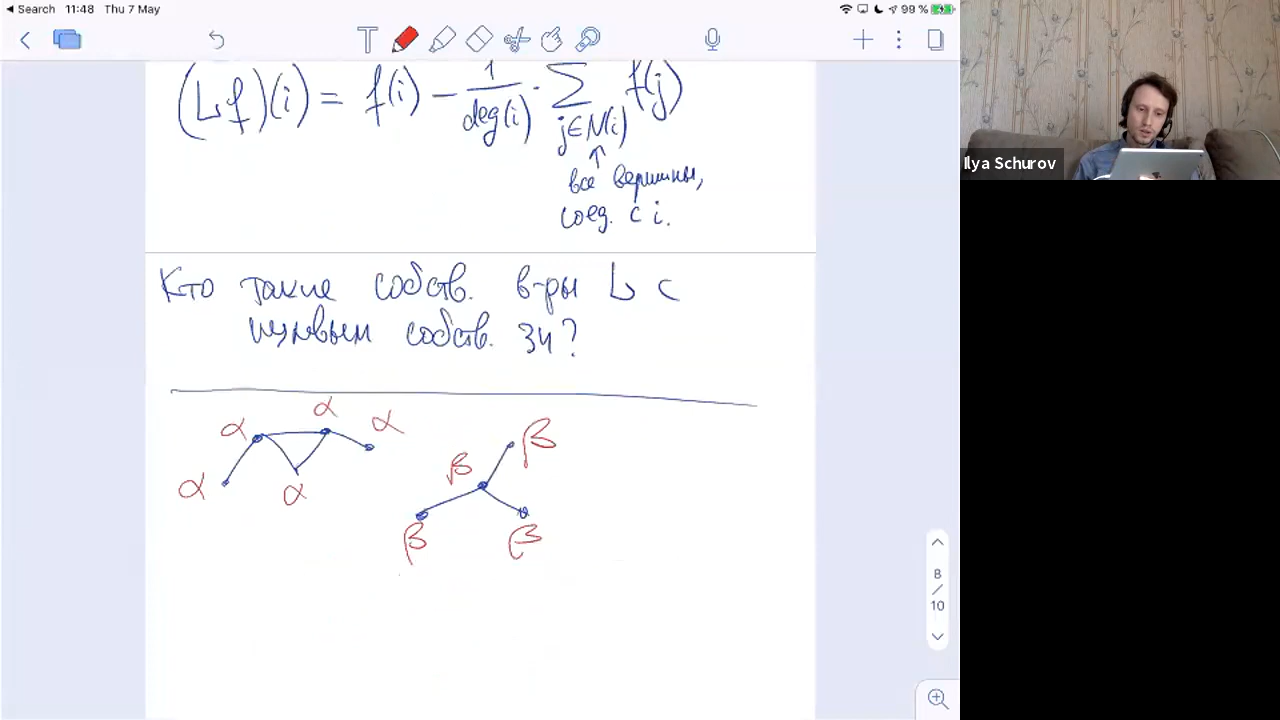 Search 11:48 Thu 7 May 99 %
T
(Lf)(i) = f(i) − 1/deg(i) · ∑ j∈N(i) f(j)
↑
все вершины,
соед. с i.
Ilya Schurov
Кто такие собств. в-ры L с
нулевым собств. зн?
α α α
α α
β β
β β
8
/
10